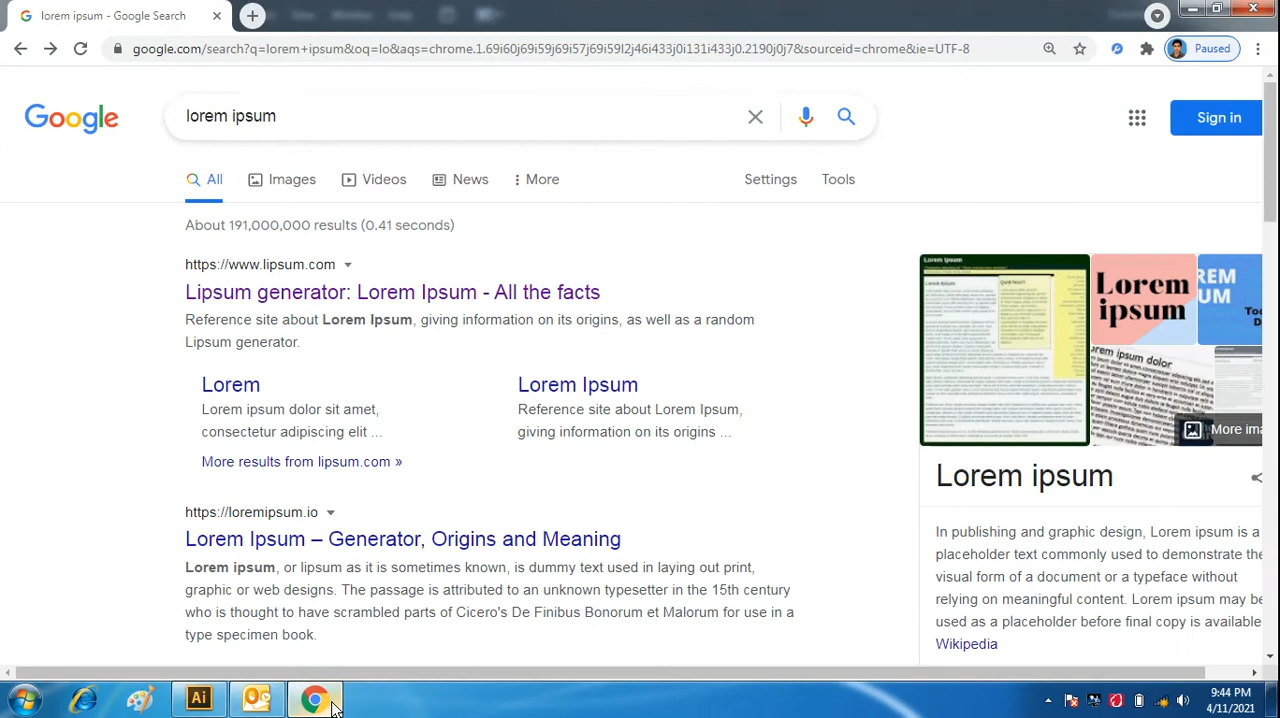 lorem ipsum - Google Search
google.com/search?q=lorem+ipsum&oq=lo&aqs=chrome.1.69i60j69i59j69i57j69i59l2j46i433j0i131i433j0.2190j0j7&sourceid=chrome&ie=UTF-8
Paused
Google
lorem ipsum
Sign in
All
Images
Videos
News
More
Settings
Tools
About 191,000,000 results (0.41 seconds)
https://www.lipsum.com
Lipsum generator: Lorem Ipsum - All the facts
Reference site about Lorem Ipsum, giving information on its origins, as well as a random
Lipsum generator.
Lorem
Lorem ipsum dolor sit amet,
consectetur adipiscing elit ...
Lorem Ipsum
Reference site about Lorem Ipsum,
giving information on its origins ...
More results from lipsum.com »
https://loremipsum.io
Lorem Ipsum – Generator, Origins and Meaning
Lorem ipsum, or lipsum as it is sometimes known, is dummy text used in laying out print,
graphic or web designs. The passage is attributed to an unknown typesetter in the 15th century
who is thought to have scrambled parts of Cicero's De Finibus Bonorum et Malorum for use in a
type specimen book.
Lorem Ipsum
Lorem
Ipsum
More ima
Lorem ipsum
In publishing and graphic design, Lorem ipsum is a
placeholder text commonly used to demonstrate the
visual form of a document or a typeface without
relying on meaningful content. Lorem ipsum may be
used as a placeholder before final copy is available.
Wikipedia
Ai
9:44 PM
4/11/2021